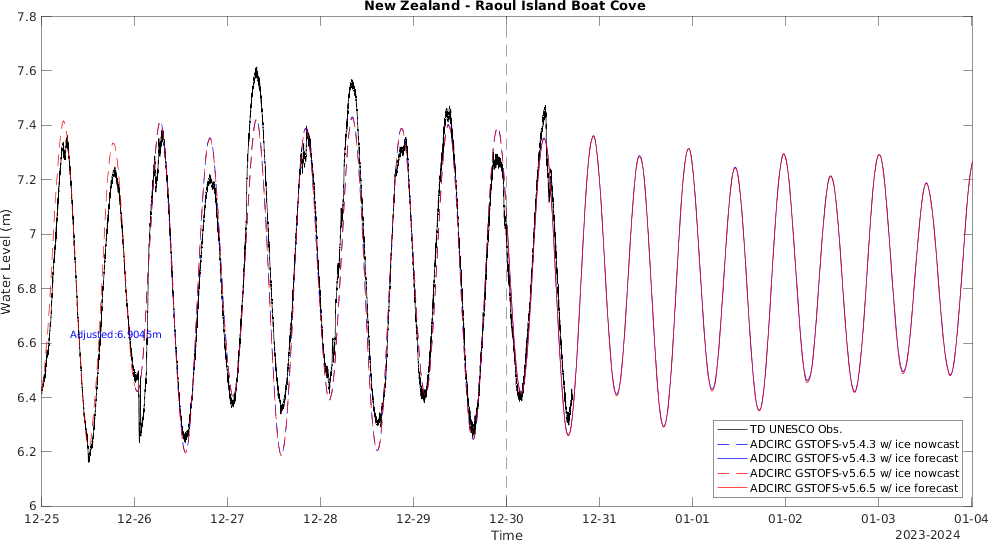 New Zealand - Raoul Island Boat Cove
7.8
7.6
7.4
7.2
7
6.8
6.6
6.4
6.2
6
Water Level (m)
Adjusted:6.9045m
TD UNESCO Obs.
ADCIRC GSTOFS-v5.4.3 w/ ice nowcast
ADCIRC GSTOFS-v5.4.3 w/ ice forecast
ADCIRC GSTOFS-v5.6.5 w/ ice nowcast
ADCIRC GSTOFS-v5.6.5 w/ ice forecast
12-25 12-26 12-27 12-28 12-29 12-30 12-31 01-01 01-02 01-03 01-04
Time
2023-2024